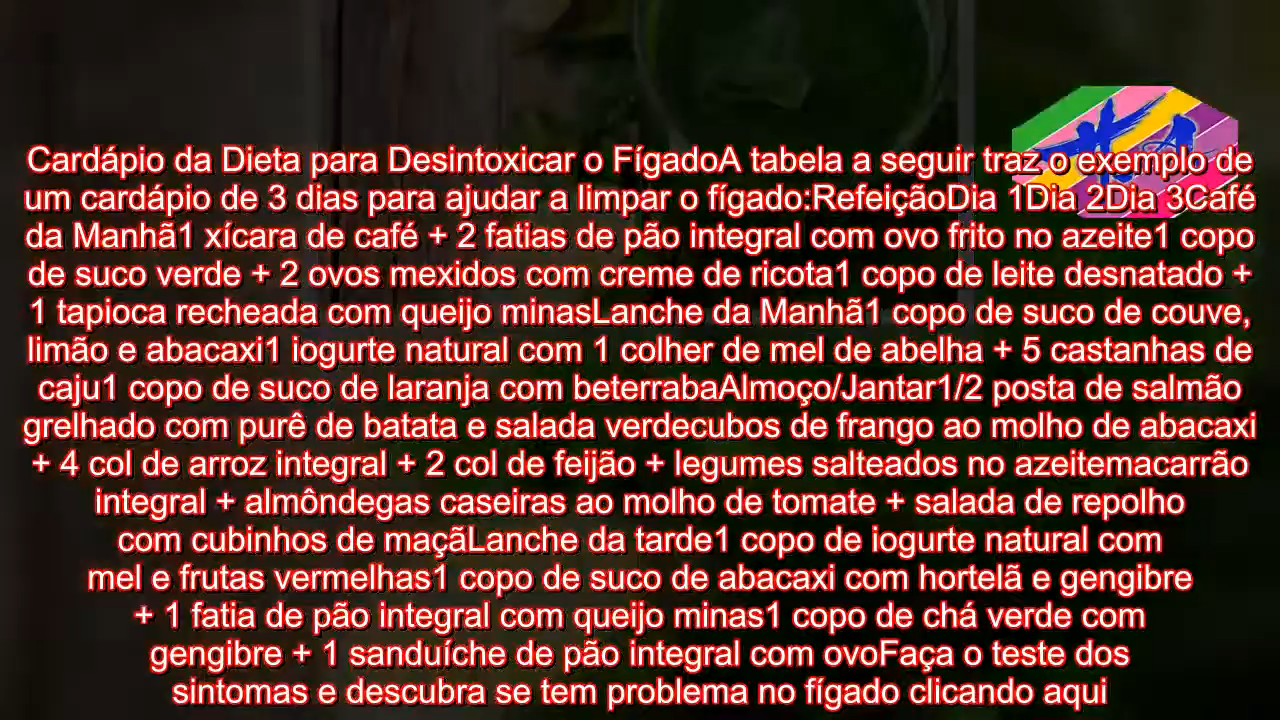 Cardápio da Dieta para Desintoxicar o FígadoA tabela a seguir traz o exemplo de
um cardápio de 3 dias para ajudar a limpar o fígado:RefeiçãoDia 1Dia 2Dia 3Café
da Manhã1 xícara de café + 2 fatias de pão integral com ovo frito no azeite1 copo
de suco verde + 2 ovos mexidos com creme de ricota1 copo de leite desnatado +
1 tapioca recheada com queijo minasLanche da Manhã1 copo de suco de couve,
limão e abacaxi1 iogurte natural com 1 colher de mel de abelha + 5 castanhas de
caju1 copo de suco de laranja com beterrabaAlmoço/Jantar1/2 posta de salmão
grelhado com purê de batata e salada verdecubos de frango ao molho de abacaxi
+ 4 col de arroz integral + 2 col de feijão + legumes salteados no azeitemacarrão
integral + almôndegas caseiras ao molho de tomate + salada de repolho
com cubinhos de maçãLanche da tarde1 copo de iogurte natural com
mel e frutas vermelhas1 copo de suco de abacaxi com hortelã e gengibre
+ 1 fatia de pão integral com queijo minas1 copo de chá verde com
gengibre + 1 sanduíche de pão integral com ovoFaça o teste dos
sintomas e descubra se tem problema no fígado clicando aqui